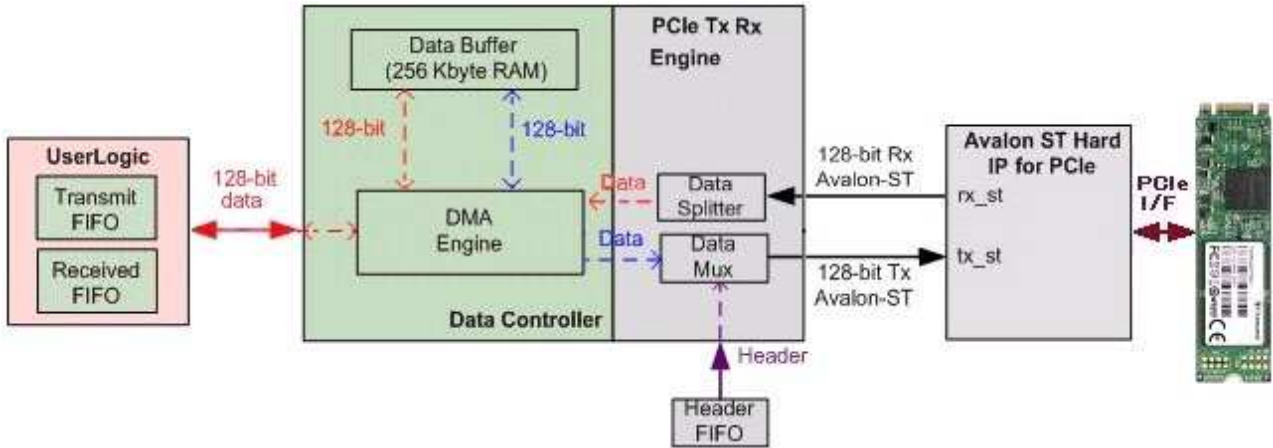 PCIe Tx Rx
Engine
Data Buffer
(256 Kbyte RAM)
128-bit
128-bit
UserLogic
Transmit
FIFO
Received
FIFO
128-bit
data
DMA
Engine
Data
Data
Data
Splitter
Data
Mux
128-bit Rx
Avalon-ST
128-bit Tx
Avalon-ST
Avalon ST Hard
IP for PCIe
rx_st
tx_st
PCIe
I/F
Data Controller
Header
Header
FIFO
CE